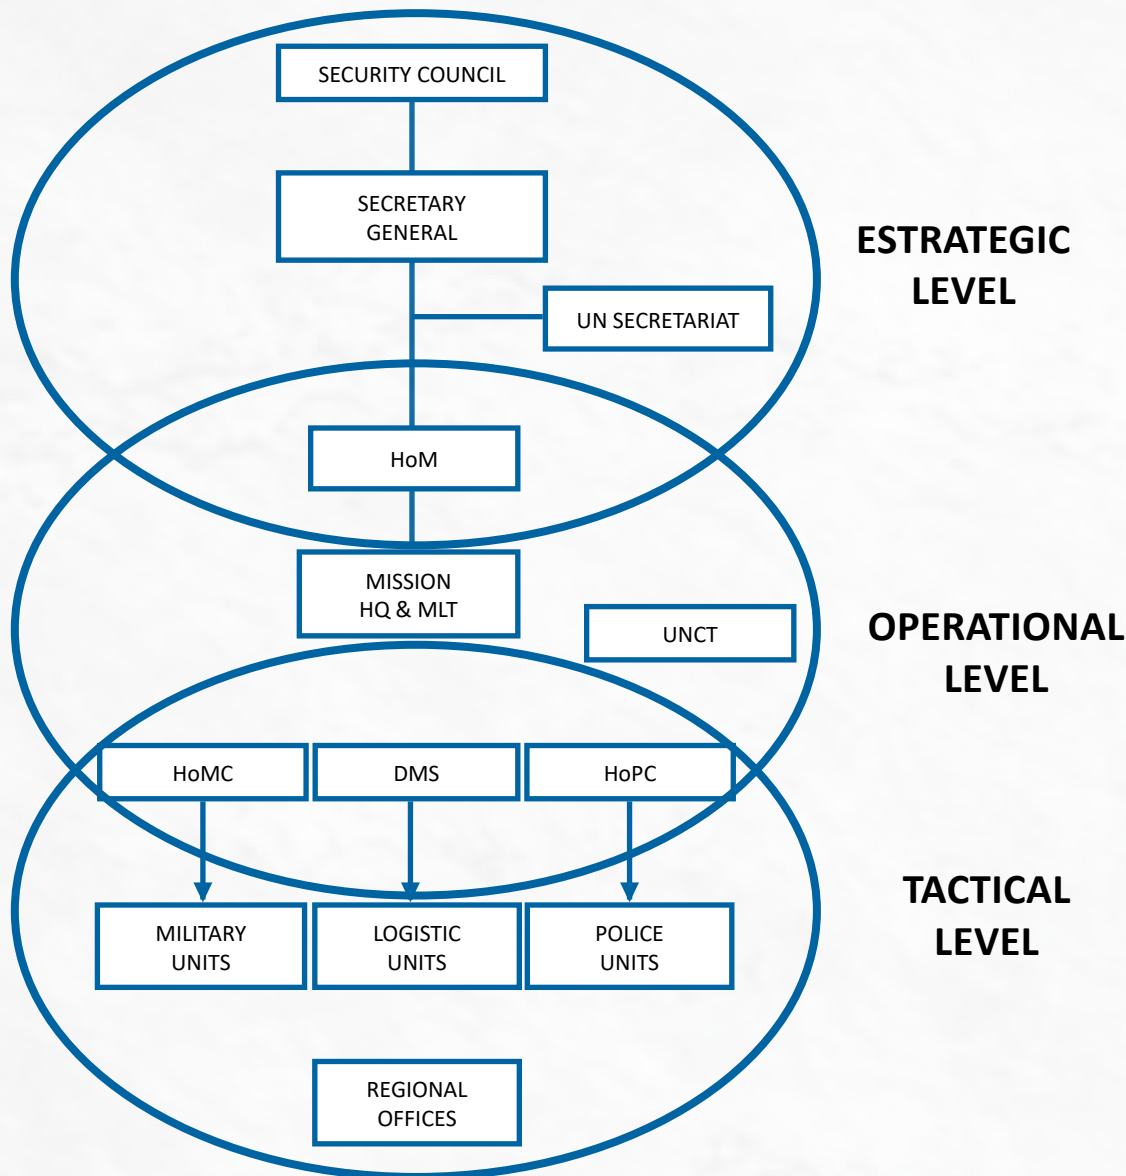 SECURITY COUNCIL
SECRETARY
GENERAL
ESTRATEGIC
LEVEL
UN SECRETARIAT
HoM
MISSION
HQ & MLT
UNCT
OPERATIONAL
LEVEL
HoMC
DMS
HoPC
MILITARY
UNITS
LOGISTIC
UNITS
POLICE
UNITS
TACTICAL
LEVEL
REGIONAL
OFFICES